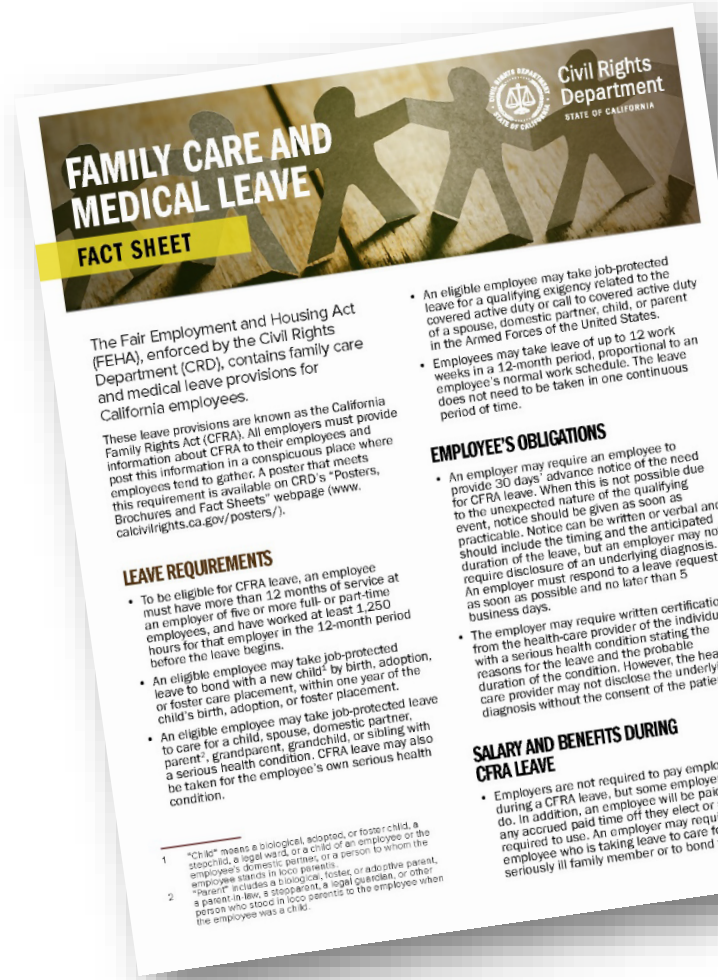 Civil Rights
Department
STATE OF CALIFORNIA
CIVIL RIGHTS DEPARTMENT
STATE OF CALIFORNIA
FAMILY CARE AND
MEDICAL LEAVE
FACT SHEET
The Fair Employment and Housing Act
(FEHA), enforced by the Civil Rights
Department (CRD), contains family care
and medical leave provisions for
California employees.
These leave provisions are known as the California
Family Rights Act (CFRA). All employers must provide
information about CFRA to their employees and
post this information in a conspicuous place where
employees tend to gather. A poster that meets
this requirement is available on CRD's "Posters,
Brochures and Fact Sheets" webpage (www.
calcivilrights.ca.gov/posters/).
LEAVE REQUIREMENTS
• To be eligible for CFRA leave, an employee
must have more than 12 months of service at
an employer of five or more full- or part-time
employees, and have worked at least 1,250
hours for that employer in the 12-month period
before the leave begins.
• An eligible employee may take job-protected
leave to bond with a new child1 by birth, adoption,
or foster care placement, within one year of the
child's birth, adoption, or foster placement.
• An eligible employee may take job-protected leave
to care for a child, spouse, domestic partner,
parent2, grandparent, grandchild, or sibling with
a serious health condition. CFRA leave may also
be taken for the employee's own serious health
condition.
1 "Child" means a biological, adopted, or foster child, a
stepchild, a legal ward, or a child of an employee or the
employee's domestic partner, or a person to whom the
employee stands in loco parentis.
2 "Parent" includes a biological, foster, or adoptive parent,
a parent-in-law, a stepparent, a legal guardian, or other
person who stood in loco parentis to the employee when
the employee was a child.
• An eligible employee may take job-protected
leave for a qualifying exigency related to the
covered active duty or call to covered active duty
of a spouse, domestic partner, child, or parent
in the Armed Forces of the United States.
• Employees may take leave of up to 12 work
weeks in a 12-month period, proportional to an
employee's normal work schedule. The leave
does not need to be taken in one continuous
period of time.
EMPLOYEE'S OBLIGATIONS
• An employer may require an employee to
provide 30 days' advance notice of the need
for CFRA leave. When this is not possible due
to the unexpected nature of the qualifying
event, notice should be given as soon as
practicable. Notice can be written or verbal and
should include the timing and the anticipated
duration of the leave, but an employer may not
require disclosure of an underlying diagnosis.
An employer must respond to a leave request
as soon as possible and no later than 5
business days.
• The employer may require written certificatio
from the health-care provider of the individu
with a serious health condition stating the
reasons for the leave and the probable
duration of the condition. However, the hea
care provider may not disclose the underlyi
diagnosis without the consent of the patie
SALARY AND BENEFITS DURING
CFRA LEAVE
• Employers are not required to pay emplo
during a CFRA leave, but some employe
do. In addition, an employee will be paid
any accrued paid time off they elect or
required to use. An employer may requi
employee who is taking leave to care fo
seriously ill family member or to bond